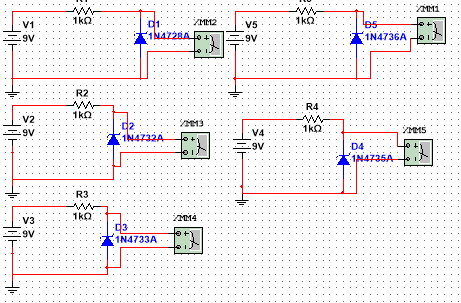 1kΩ
V1
9V
D1
1N4728A
XMM2
1kΩ
V5
9V
D5
1N4736A
XMM1
R2
1kΩ
V2
9V
D2
1N4732A
XMM3
R4
1kΩ
V4
9V
D4
1N4735A
XMM5
R3
1kΩ
V3
9V
D3
1N4733A
XMM4